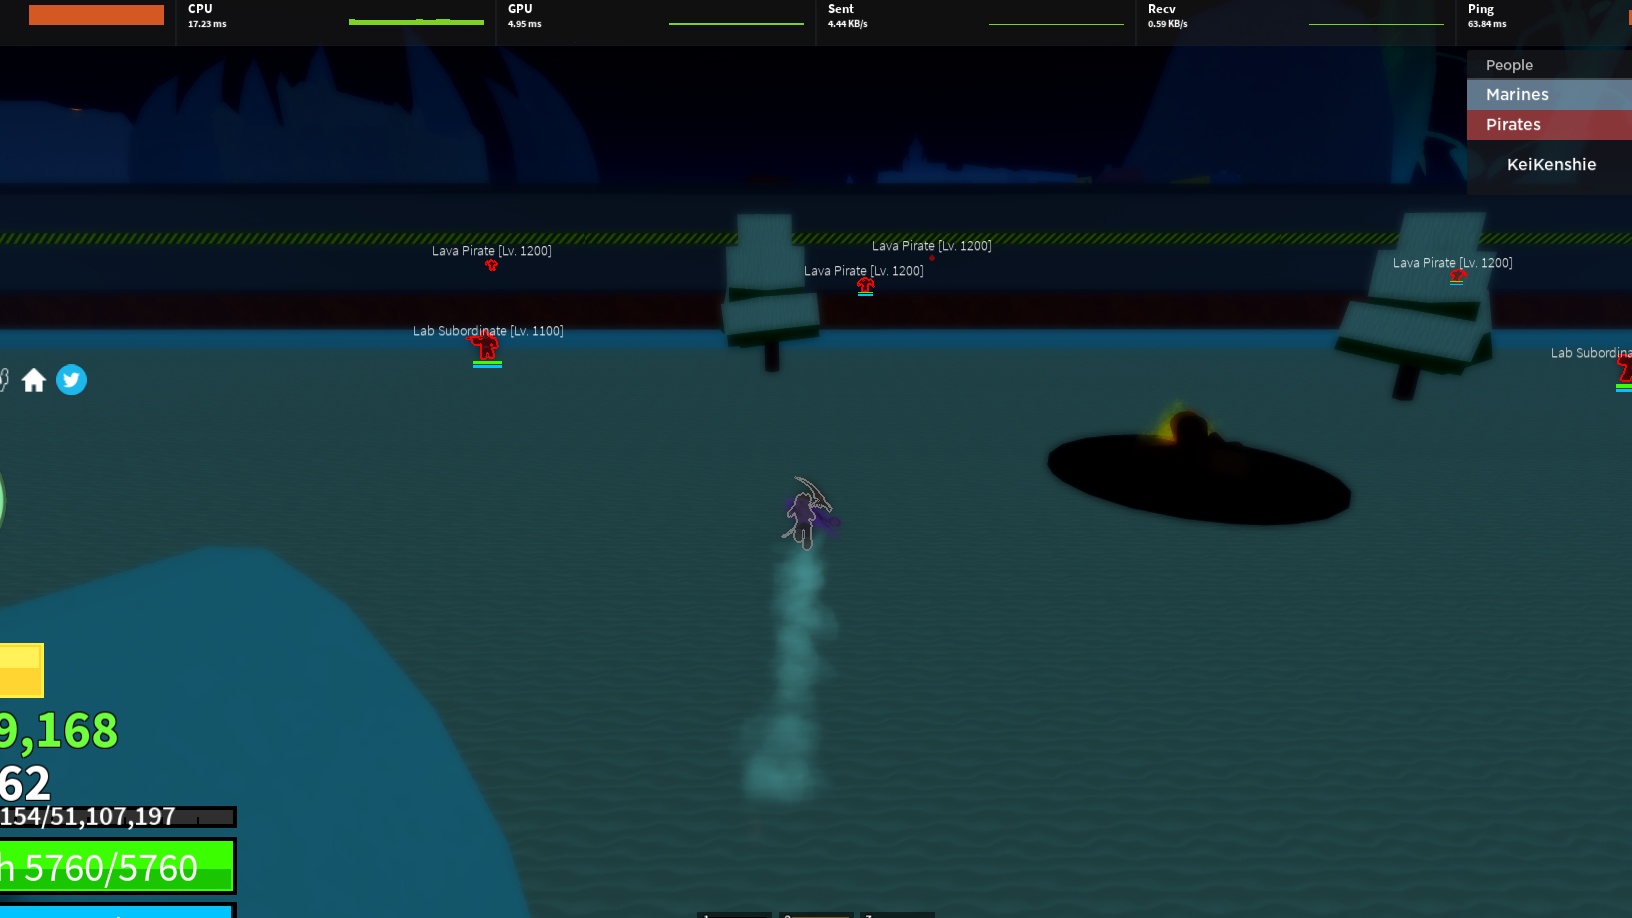 CPU
17.23 ms
GPU
4.95 ms
Sent
4.44 KB/s
Recv
0.59 KB/s
Ping
63.84 ms
People
Marines
Pirates
KeiKenshie
Lava Pirate [Lv. 1200]
Lava Pirate [Lv. 1200]
Lava Pirate [Lv. 1200]
Lava Pirate [Lv. 1200]
Lab Subordinate [Lv. 1100]
Lab Subordina
9,168
62
154/51,107,197
h 5760/5760